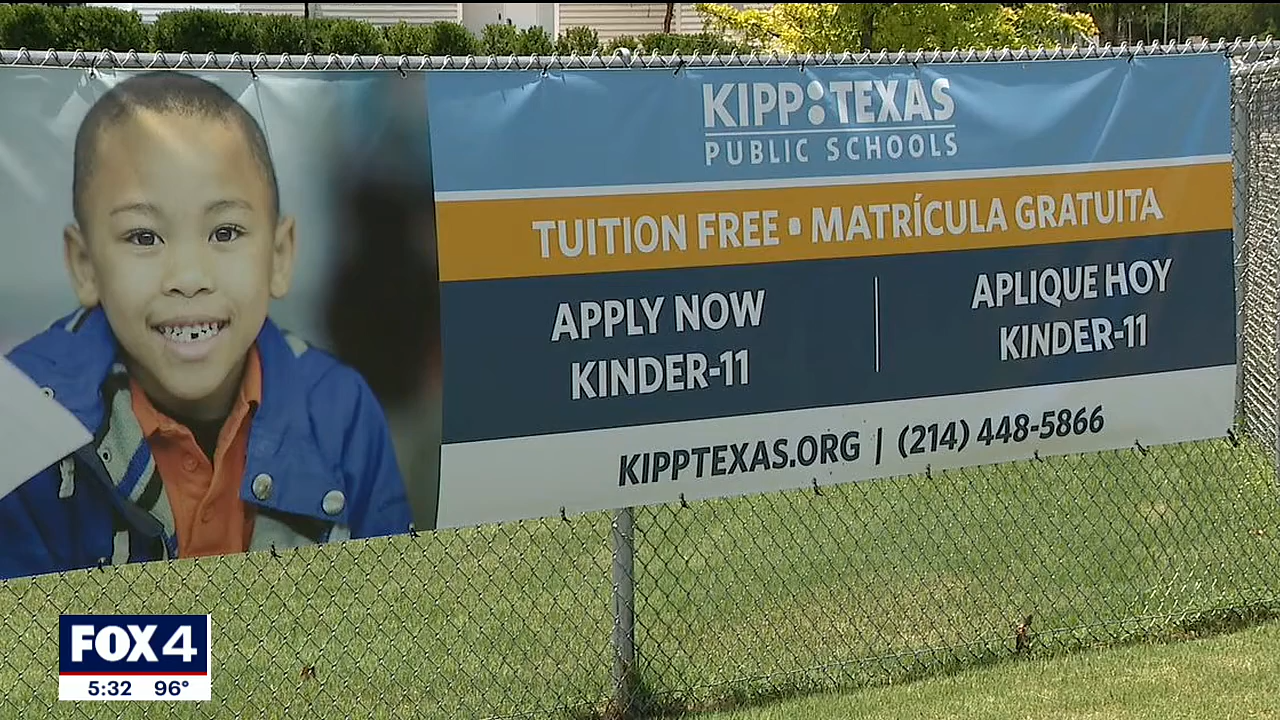 KIPP:TEXAS
PUBLIC SCHOOLS
TUITION FREE • MATRÍCULA GRATUITA
APPLY NOW
KINDER-11
APLIQUE HOY
KINDER-11
KIPPTEXAS.ORG | (214) 448-5866
FOX 4
5:32 96°